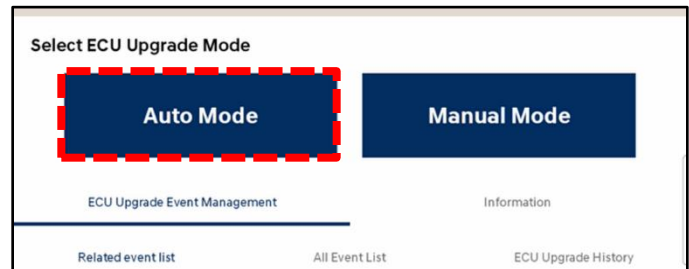 Select ECU Upgrade Mode
Auto Mode Manual Mode
ECU Upgrade Event Management Information
Related event list All Event List ECU Upgrade History